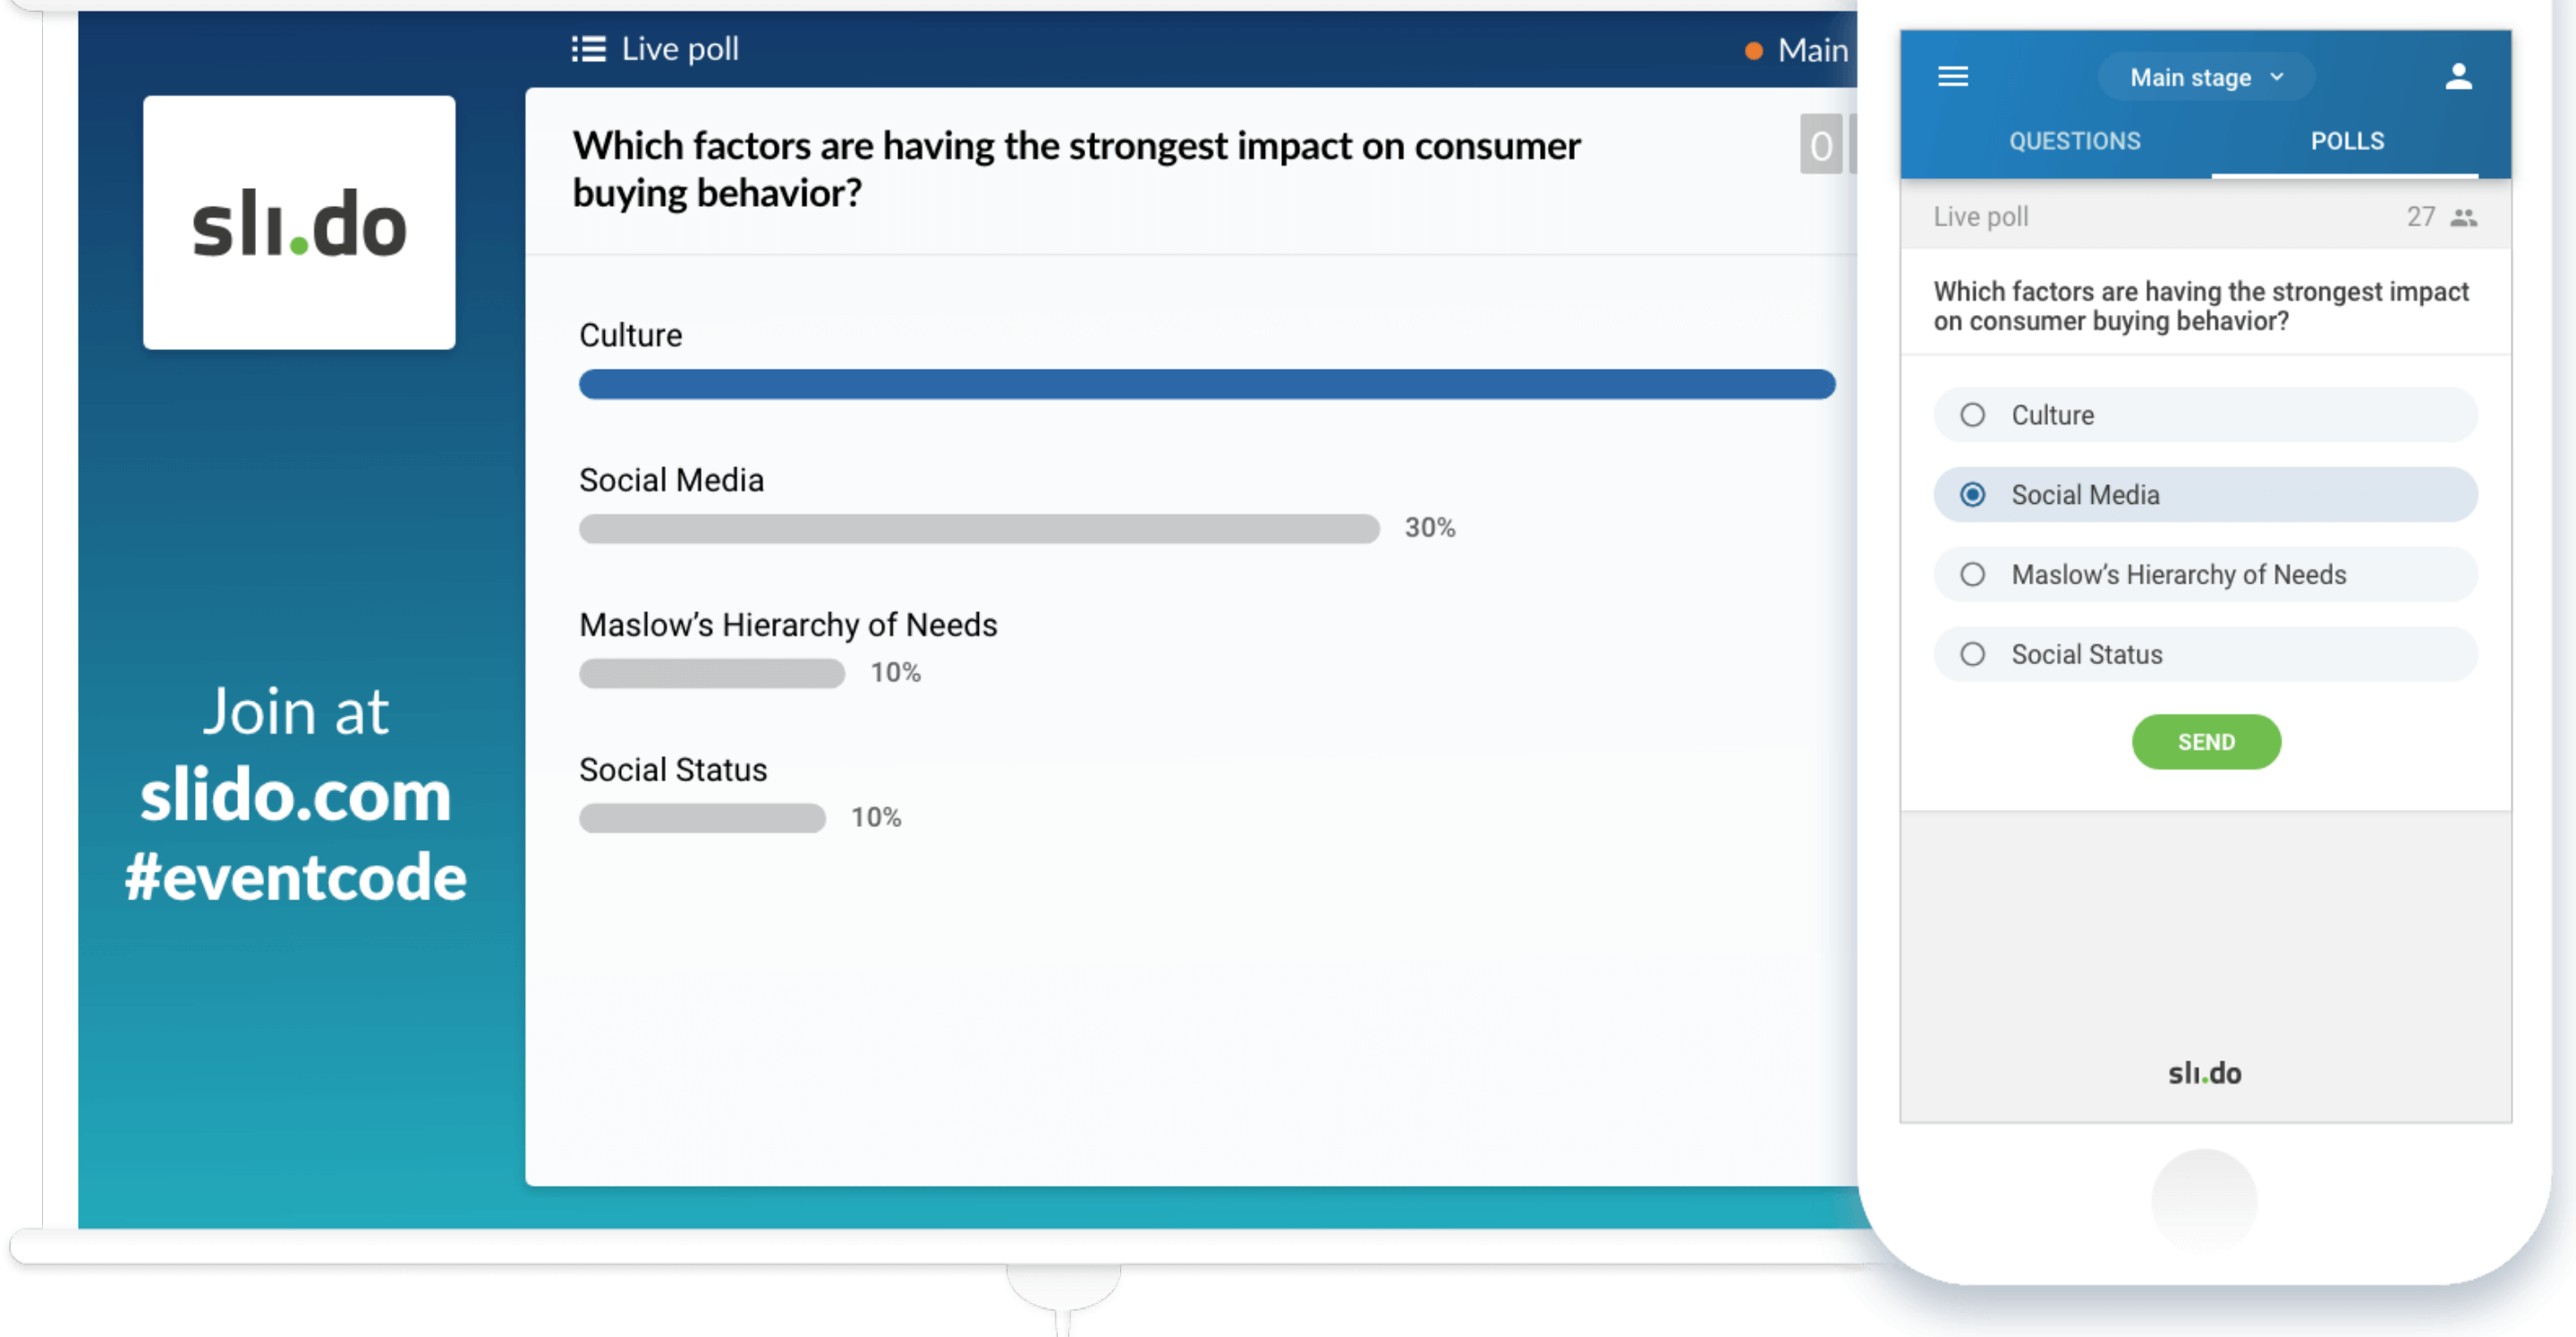 Live poll
Main
sli.do
Which factors are having the strongest impact on consumer
buying behavior?
0
Culture
Social Media
30%
Maslow's Hierarchy of Needs
10%
Social Status
10%
Join at
slido.com
#eventcode
Main stage
QUESTIONS
POLLS
Live poll
27
Which factors are having the strongest impact
on consumer buying behavior?
Culture
Social Media
Maslow's Hierarchy of Needs
Social Status
SEND
sli.do